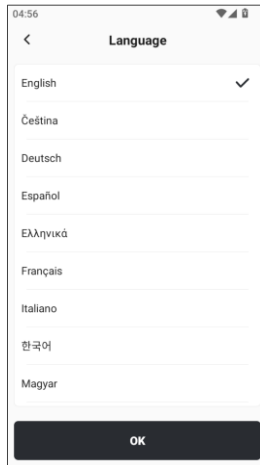 04:56
Language
English
Čeština
Deutsch
Español
Ελληνικά
Français
Italiano
한국어
Magyar
OK